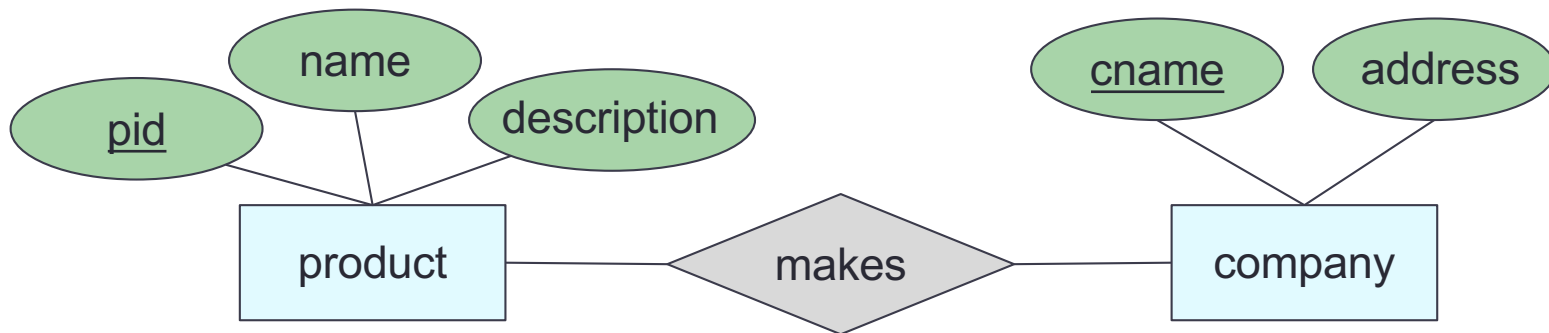 name
pid
description
cname
address
product
makes
company